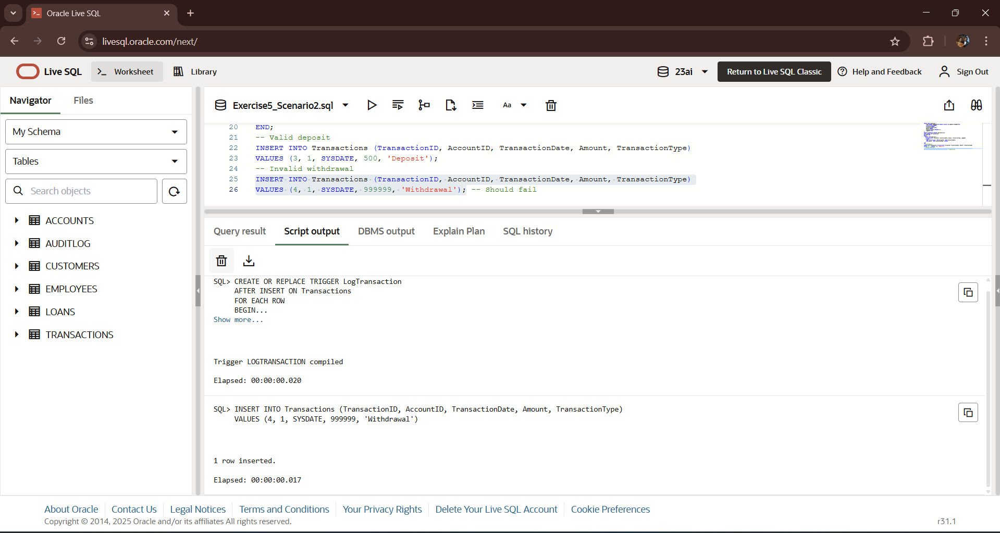 Oracle Live SQL
livesql.oracle.com/next/
Live SQL
Worksheet
Library
23ai
Return to Live SQL Classic
Help and Feedback
Sign Out
Navigator
Files
My Schema
Tables
Search objects
ACCOUNTS
AUDITLOG
CUSTOMERS
EMPLOYEES
LOANS
TRANSACTIONS
Exercise5_Scenario2.sql
Aa
20 END;
21 -- Valid deposit
22 INSERT INTO Transactions (TransactionID, AccountID, TransactionDate, Amount, TransactionType)
23 VALUES (3, 1, SYSDATE, 500, 'Deposit');
24 -- Invalid withdrawal
25 INSERT INTO Transactions (TransactionID, AccountID, TransactionDate, Amount, TransactionType)
26 VALUES (4, 1, SYSDATE, 999999, 'Withdrawal'); -- Should fail
Query result
Script output
DBMS output
Explain Plan
SQL history
SQL> CREATE OR REPLACE TRIGGER LogTransaction
AFTER INSERT ON Transactions
FOR EACH ROW
BEGIN...
Show more...
Trigger LOGTRANSACTION compiled
Elapsed: 00:00:00.020
SQL> INSERT INTO Transactions (TransactionID, AccountID, TransactionDate, Amount, TransactionType)
VALUES (4, 1, SYSDATE, 999999, 'Withdrawal')
1 row inserted.
Elapsed: 00:00:00.017
About Oracle
Contact Us
Legal Notices
Terms and Conditions
Your Privacy Rights
Delete Your Live SQL Account
Cookie Preferences
Copyright © 2014, 2025 Oracle and/or its affiliates All rights reserved.
r31.1